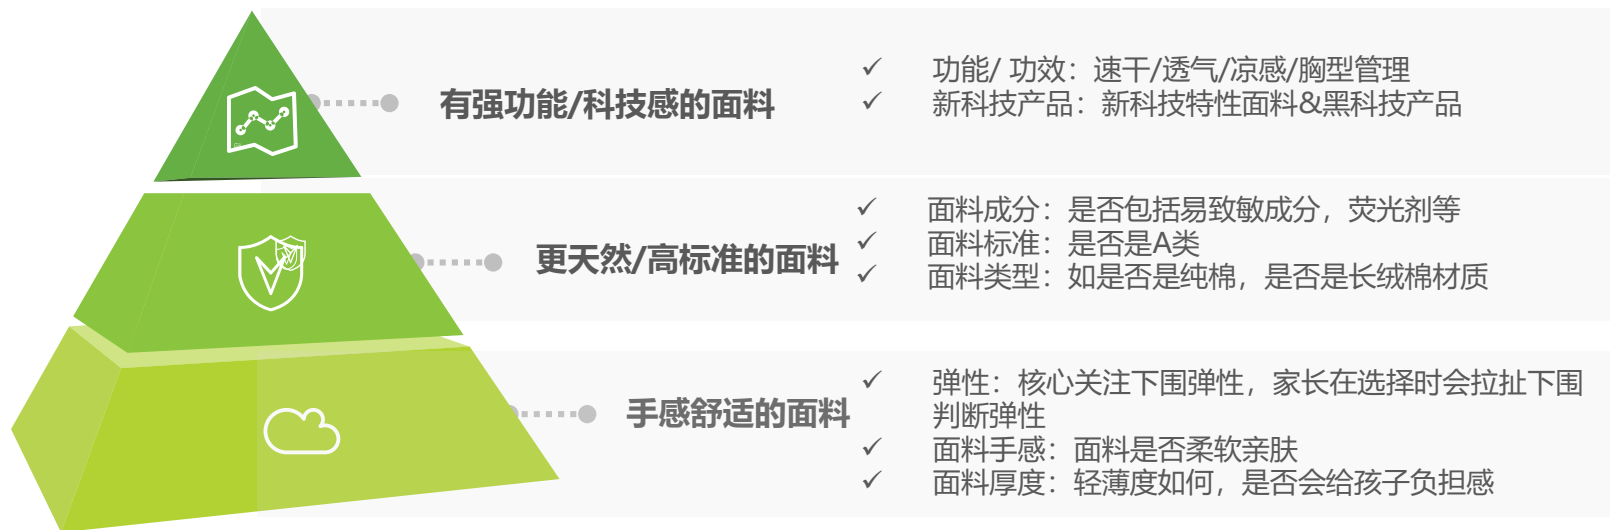 有强功能/科技感的面料
✓ 功能/ 功效：速干/透气/凉感/胸型管理
✓ 新科技产品：新科技特性面料&黑科技产品
更天然/高标准的面料
✓ 面料成分：是否包括易致敏成分，荧光剂等
✓ 面料标准：是否是A类
✓ 面料类型：如是否是纯棉，是否是长绒棉材质
手感舒适的面料
✓ 弹性：核心关注下围弹性，家长在选择时会拉扯下围
判断弹性
✓ 面料手感：面料是否柔软亲肤
✓ 面料厚度：轻薄度如何，是否会给孩子负担感